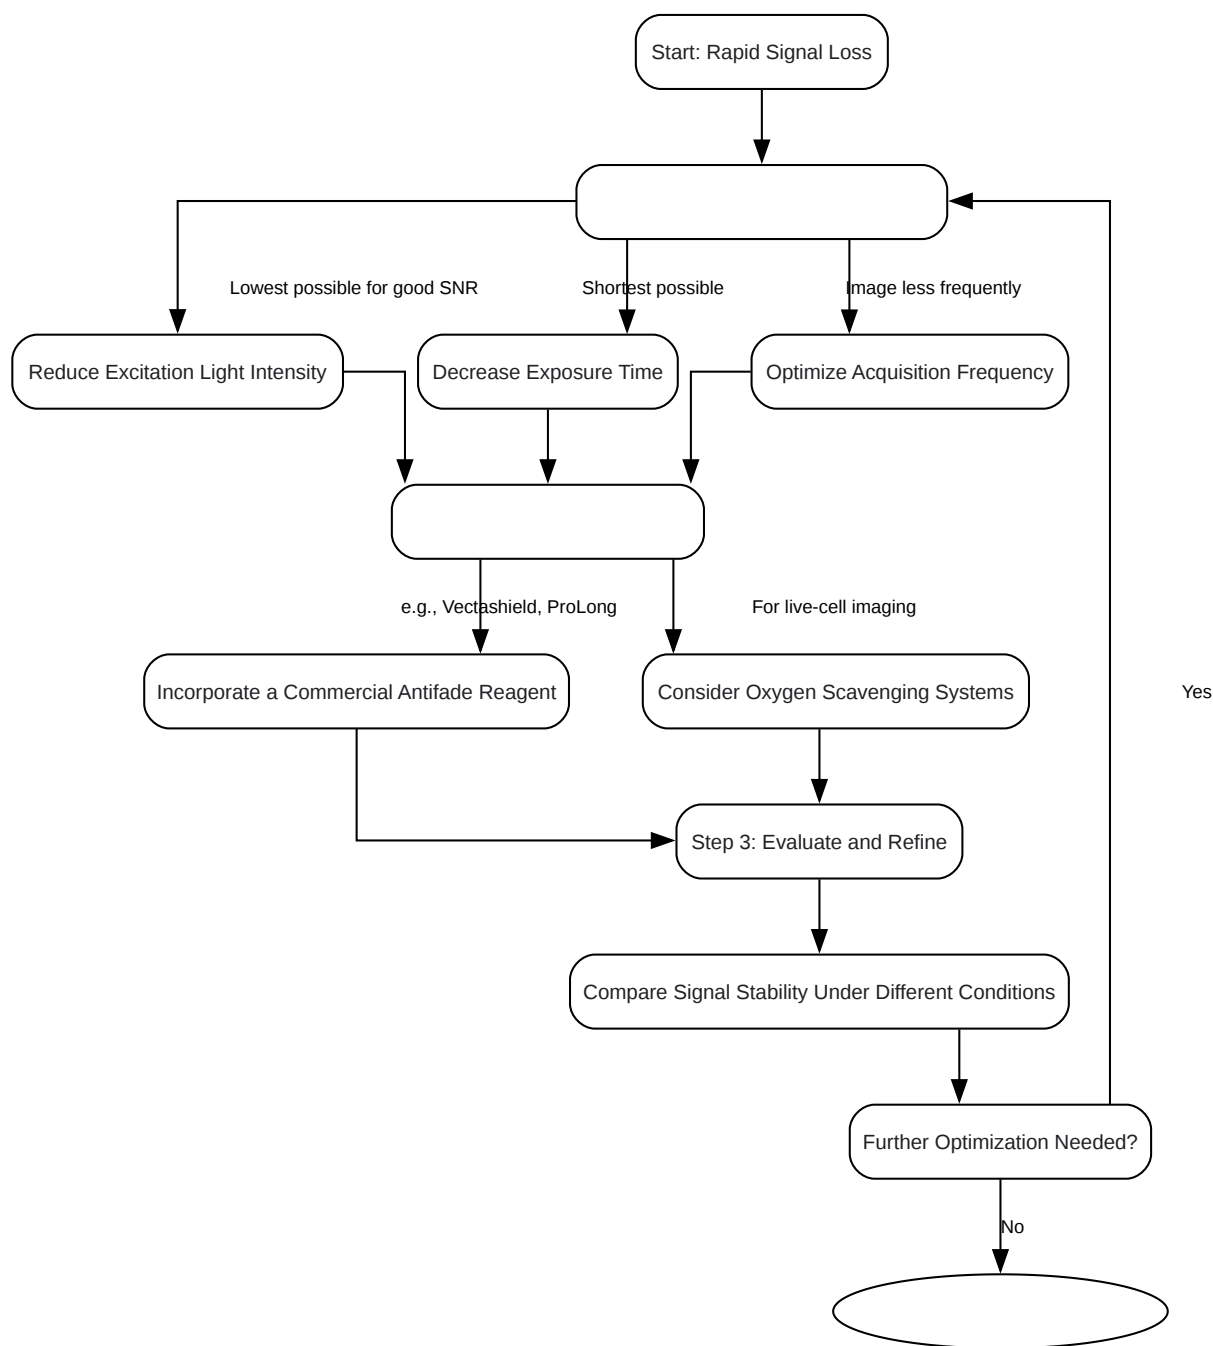 Start: Rapid Signal Loss
Lowest possible for good SNR
Shortest possible
Image less frequently
Reduce Excitation Light Intensity
Decrease Exposure Time
Optimize Acquisition Frequency
e.g., Vectashield, ProLong
For live-cell imaging
Incorporate a Commercial Antifade Reagent
Consider Oxygen Scavenging Systems
Yes
Step 3: Evaluate and Refine
Compare Signal Stability Under Different Conditions
Further Optimization Needed?
No